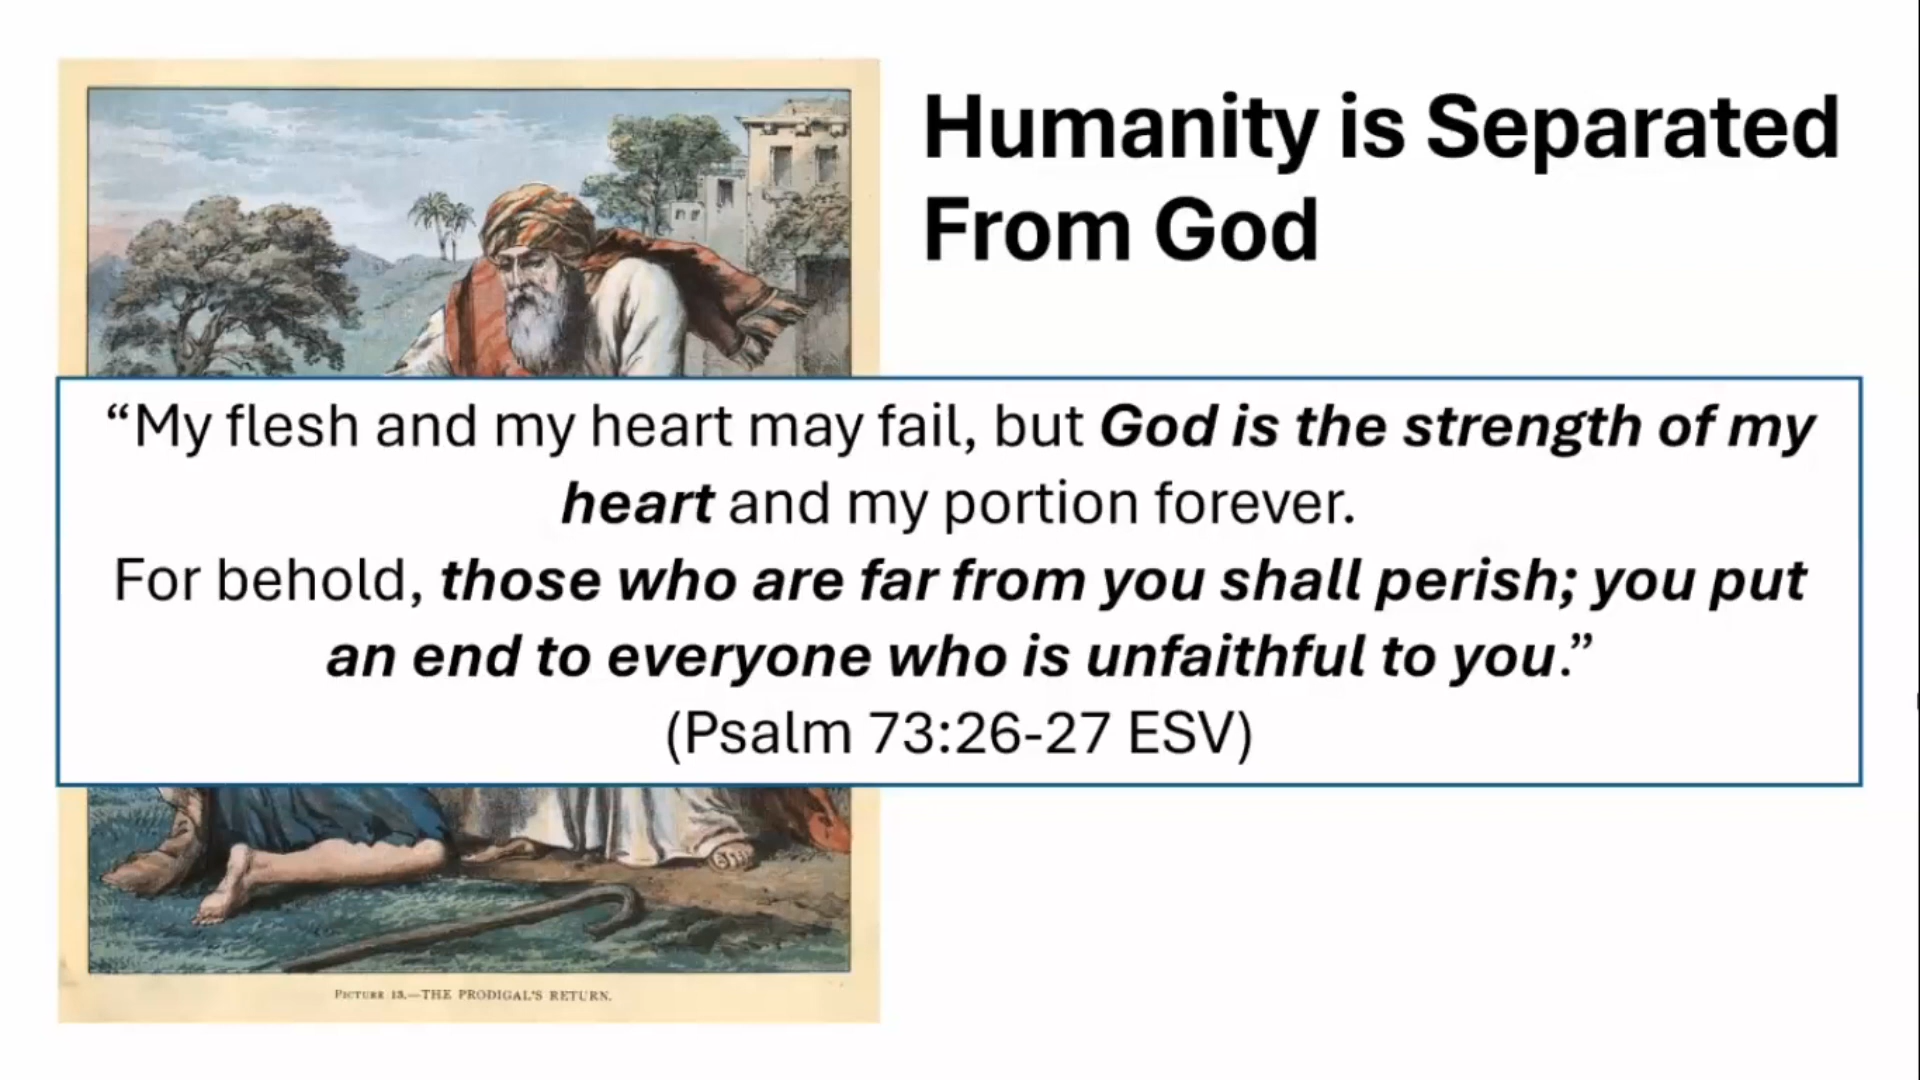 Humanity is Separated
From God
“My flesh and my heart may fail, but God is the strength of my
heart and my portion forever.
For behold, those who are far from you shall perish; you put
an end to everyone who is unfaithful to you.”
(Psalm 73:26-27 ESV)
PICTURE 13.—THE PRODIGAL'S RETURN.